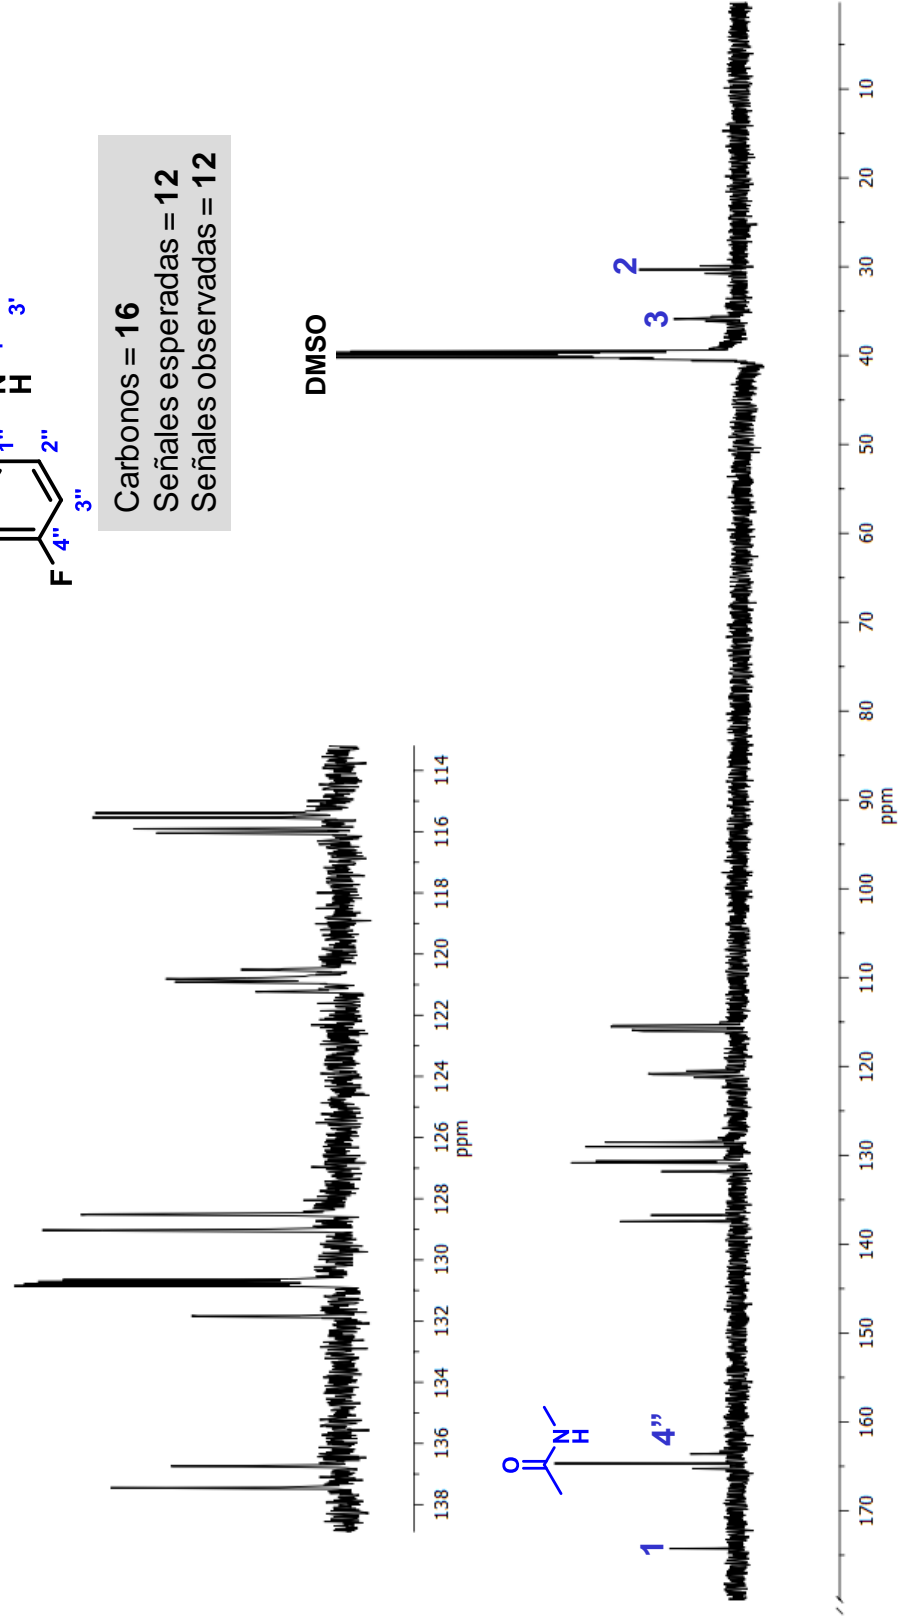 3'
N
H
1"
2"
3"
4"
F
Carbonos = 16
Señales esperadas = 12
Señales observadas = 12
DMSO
138 136 134 132 130 128 126 124 122 120 118 116 114
ppm
O
N
H
1
4”
3
2
170 160 150 140 130 120 110 100 90 80 70 60 50 40 30 20 10
ppm